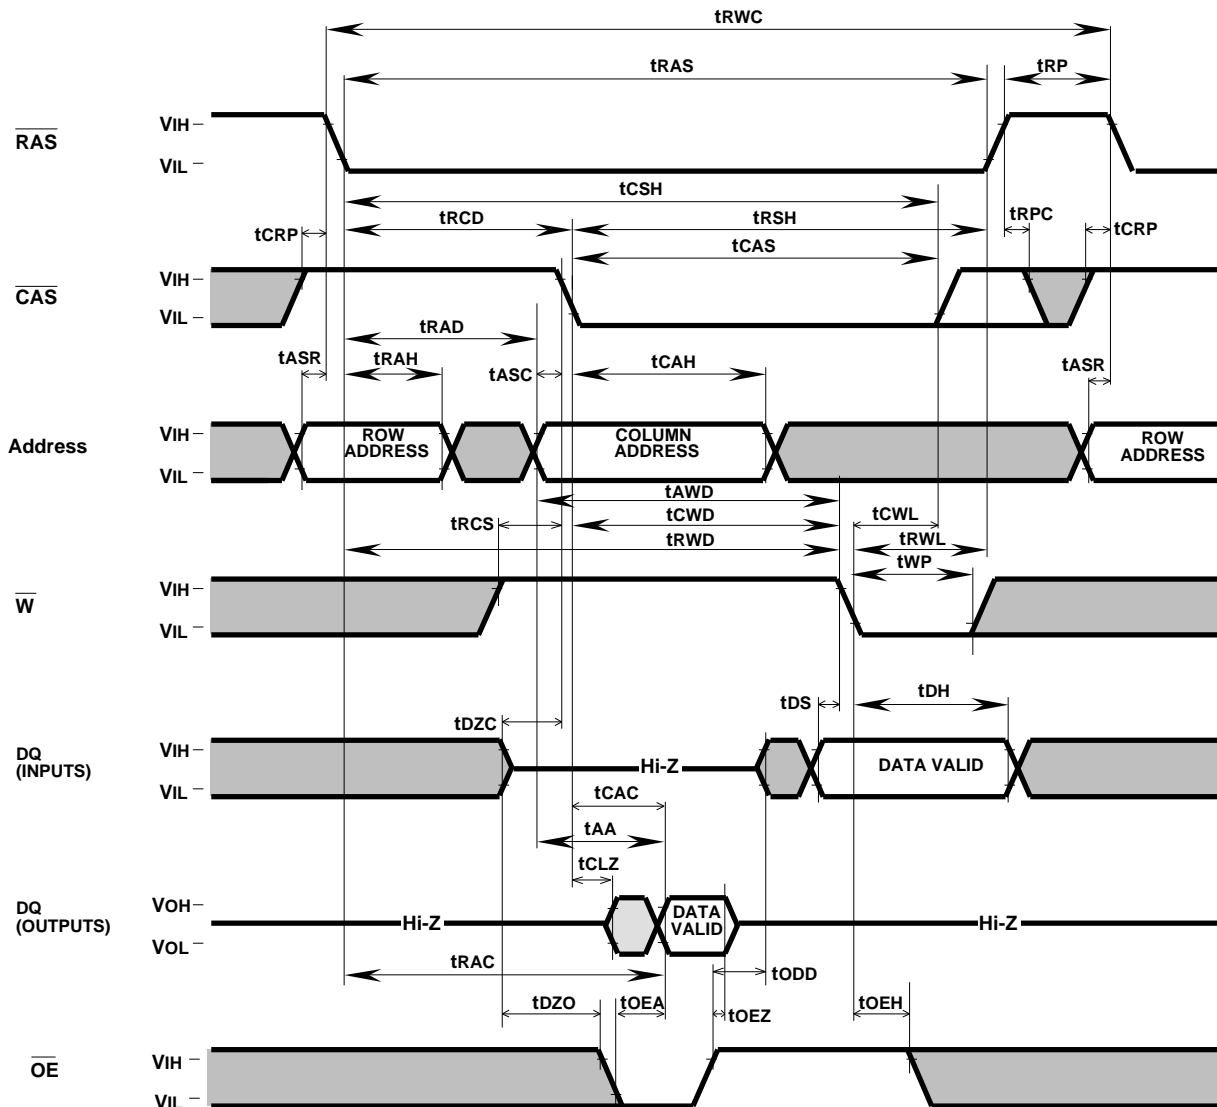 tRWC
tRAS
tRP
RAS
VIH
VIL
tCSH
tRCD
tRSH
tCRP
tRPC
tCRP
tCAS
CAS
VIH
VIL
tRAD
tASR
tRAH
tASC
tCAH
tASR
Address
VIH
VIL
ROW
ADDRESS
COLUMN
ADDRESS
ROW
ADDRESS
tAWD
tRCS
tCWD
tCWL
tRWD
tRWL
tWP
W
VIH
VIL
tDZC
tDS
tDH
DQ
(INPUTS)
VIH
VIL
Hi-Z
DATA VALID
tCAC
tAA
tCLZ
DQ
(OUTPUTS)
VOH
VOL
Hi-Z
DATA
VALID
Hi-Z
tRAC
tODD
tDZO
tOEA
tOEZ
tOEH
OE
VIH
VIL